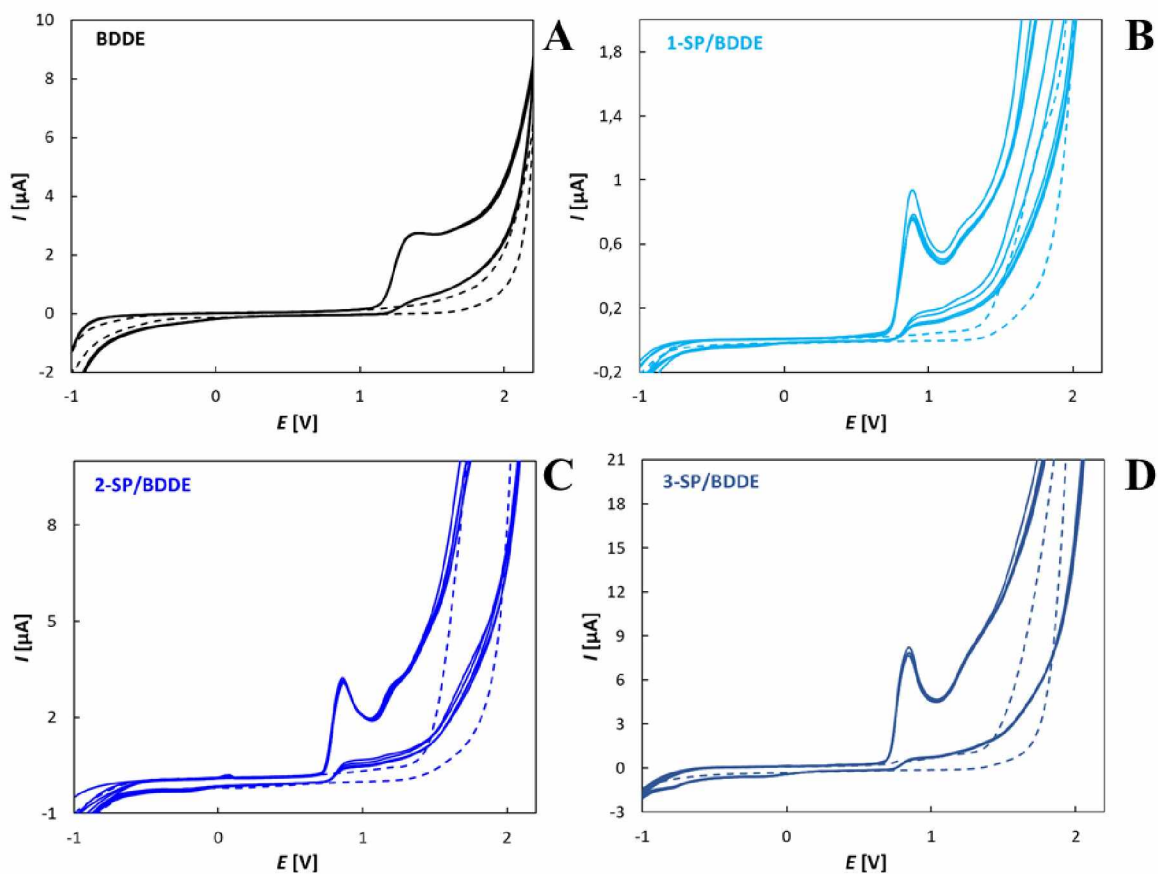 BDDE
A
10
8
6
4
2
0
-2
-1 0 1 2
I [µA]
E [V]
1-SP/BDDE
B
1,8
1,4
1
0,6
0,2
-0,2
-1 0 1 2
I [µA]
E [V]
2-SP/BDDE
C
8
5
2
-1
-1 0 1 2
I [µA]
E [V]
3-SP/BDDE
D
21
18
15
12
9
6
3
0
-3
-1 0 1 2
I [µA]
E [V]